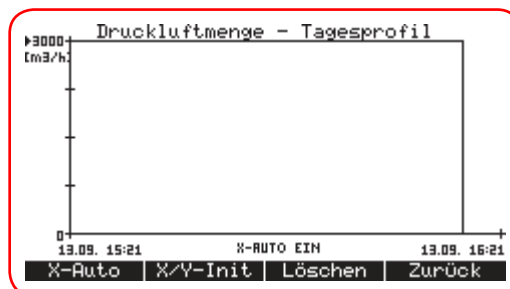 Druckluftmenge - Tagesprofil
▶3000
[m3/h]
0
13.09. 15:21 X-AUTO EIN 13.09. 16:21
X-Auto X/Y-Init Löschen Zurück